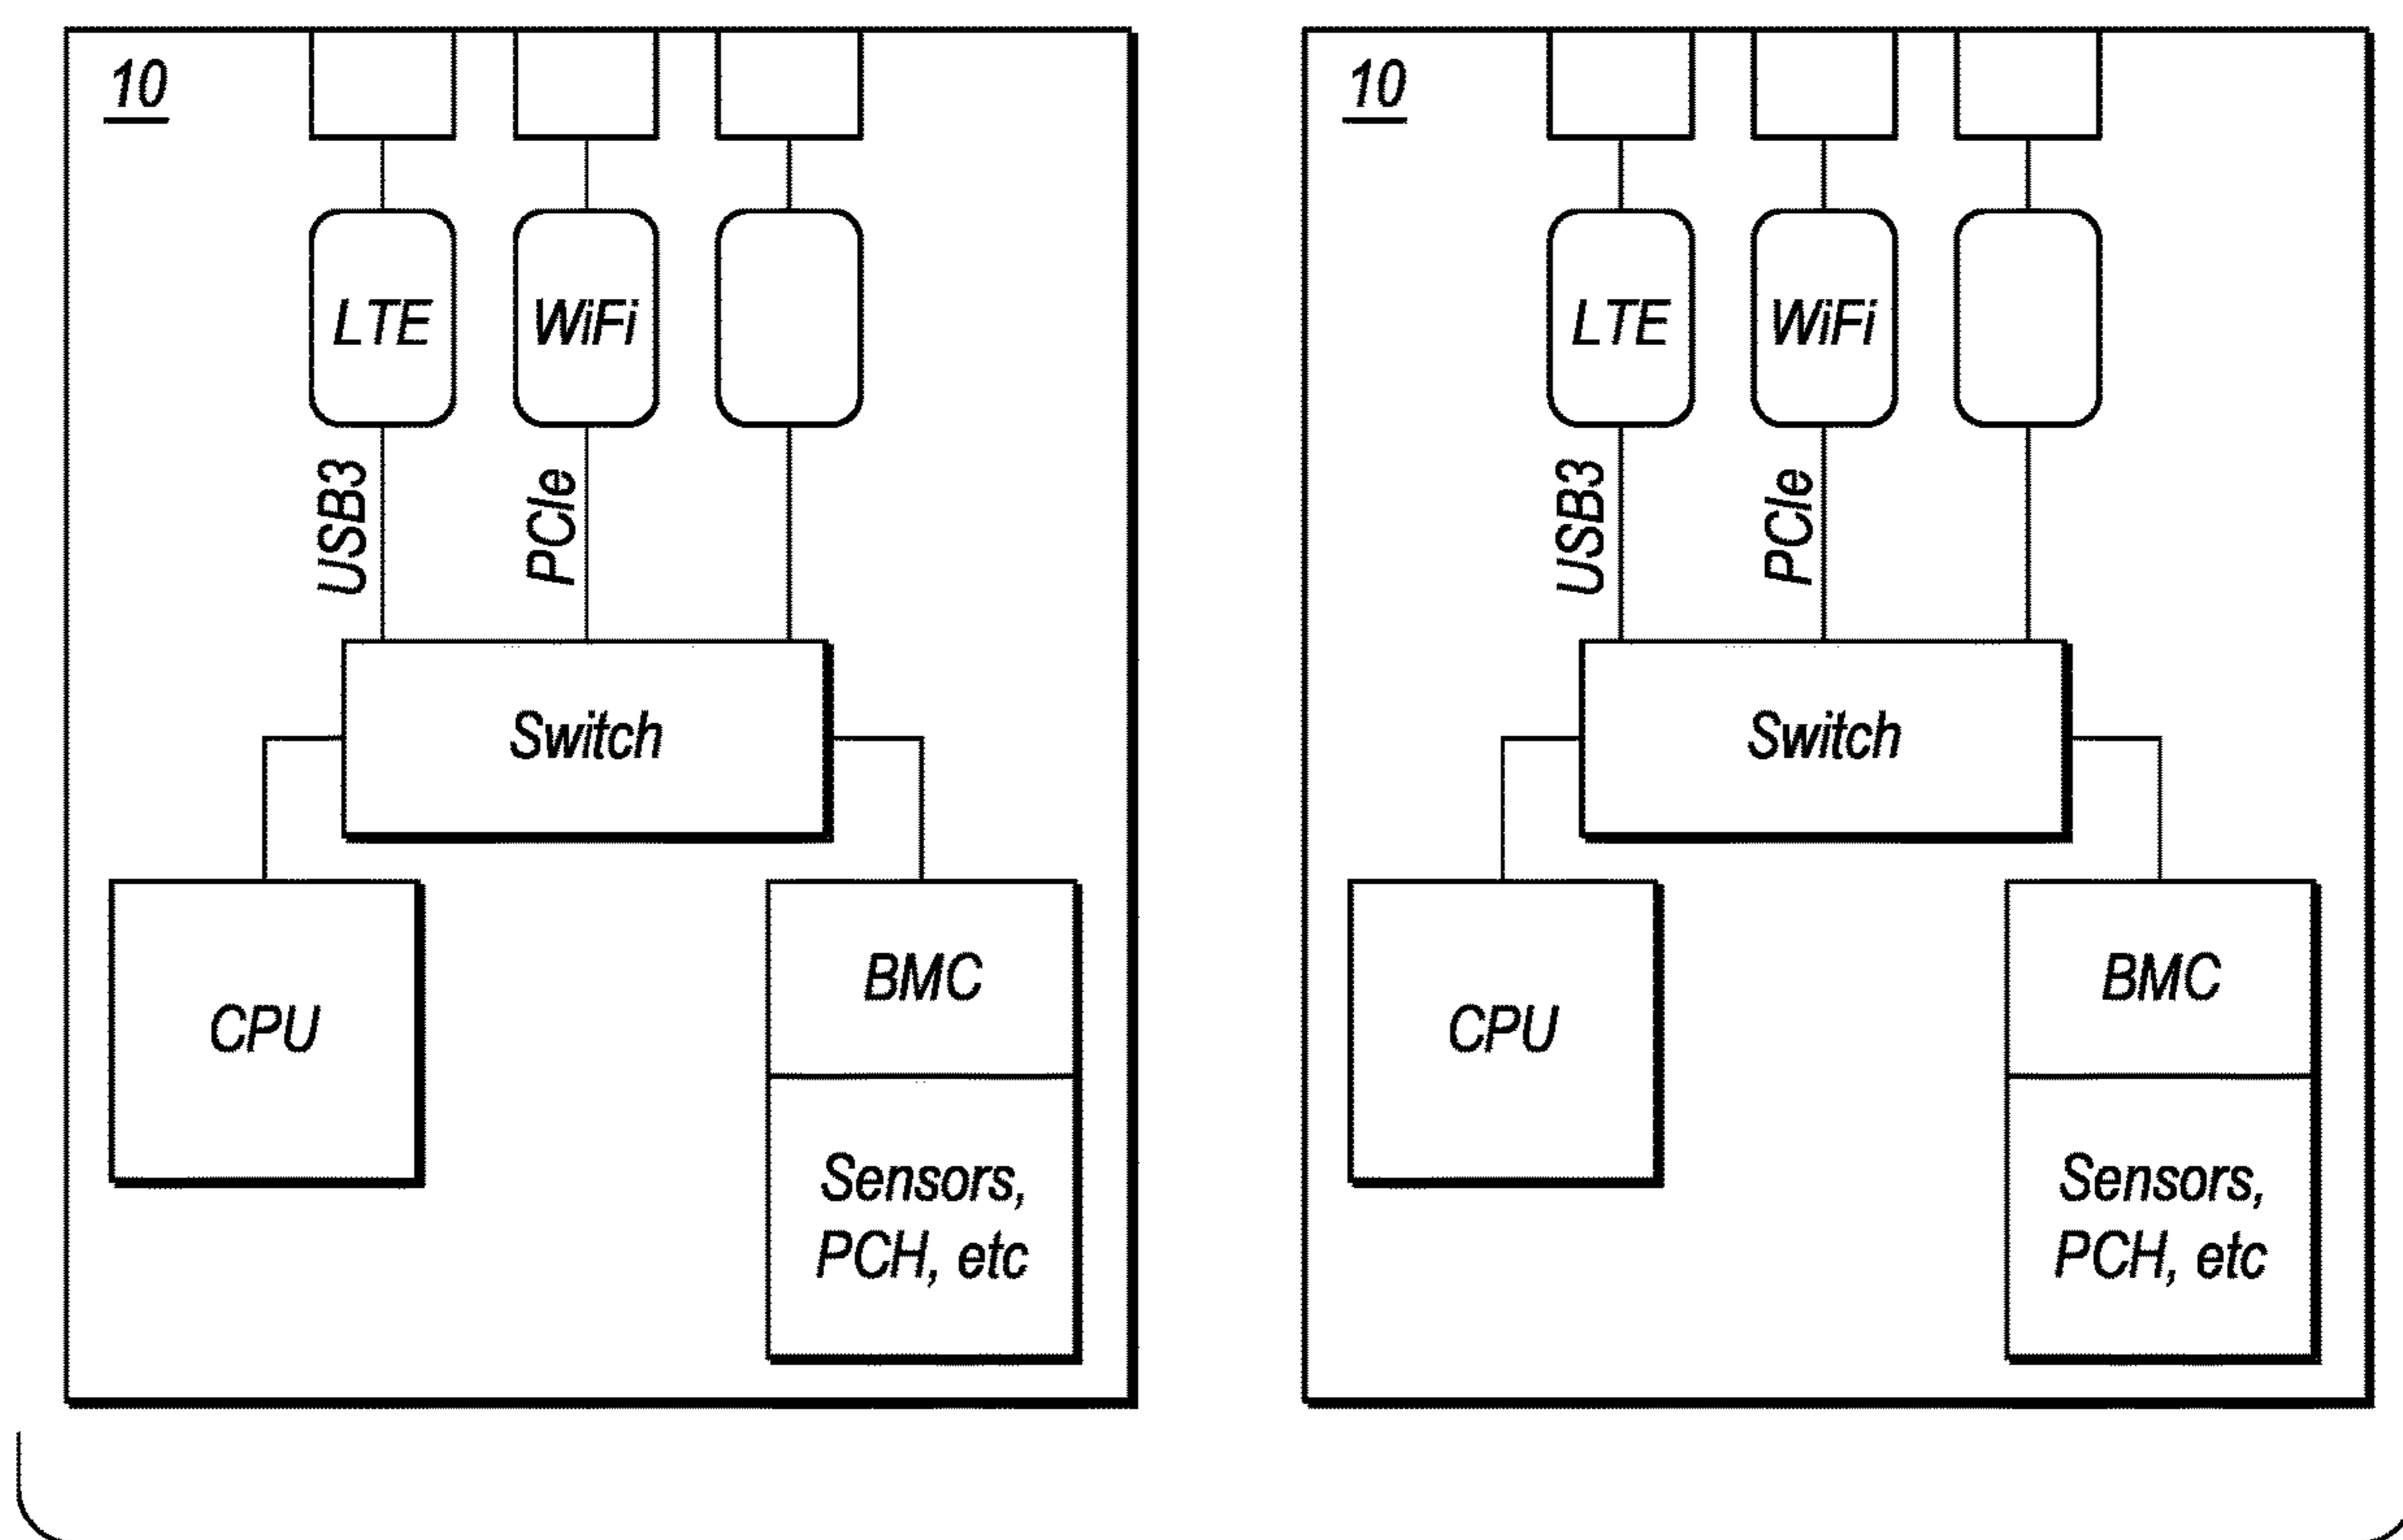 10
LTE
WiFi
USB3
PCIe
Switch
CPU
BMC
Sensors,
PCH, etc
10
LTE
WiFi
USB3
PCIe
Switch
CPU
BMC
Sensors,
PCH, etc